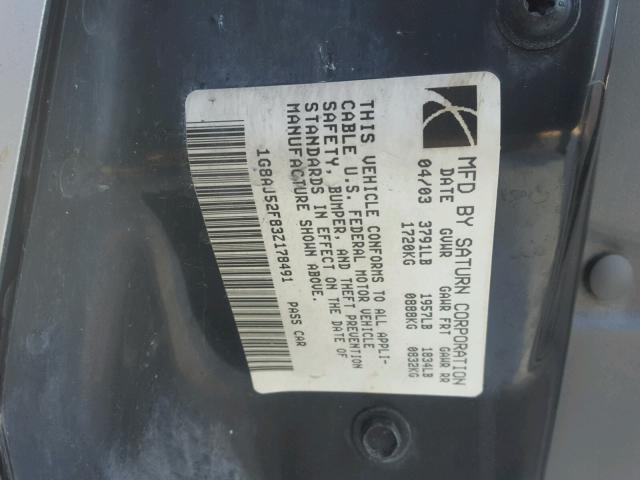 MFD BY SATURN CORPORATION
DATE GVWR GAWR FRT GAWR RR
04/03 3791LB 1957LB 1834LB
1720KG 0888KG 0832KG
THIS VEHICLE CONFORMS TO ALL APPLI-
CABLE U.S. FEDERAL MOTOR VEHICLE
SAFETY, BUMPER, AND THEFT PREVENTION
STANDARDS IN EFFECT ON THE DATE OF
MANUFACTURE SHOWN ABOVE.
1G8AJ52F83Z178491 PASS CAR